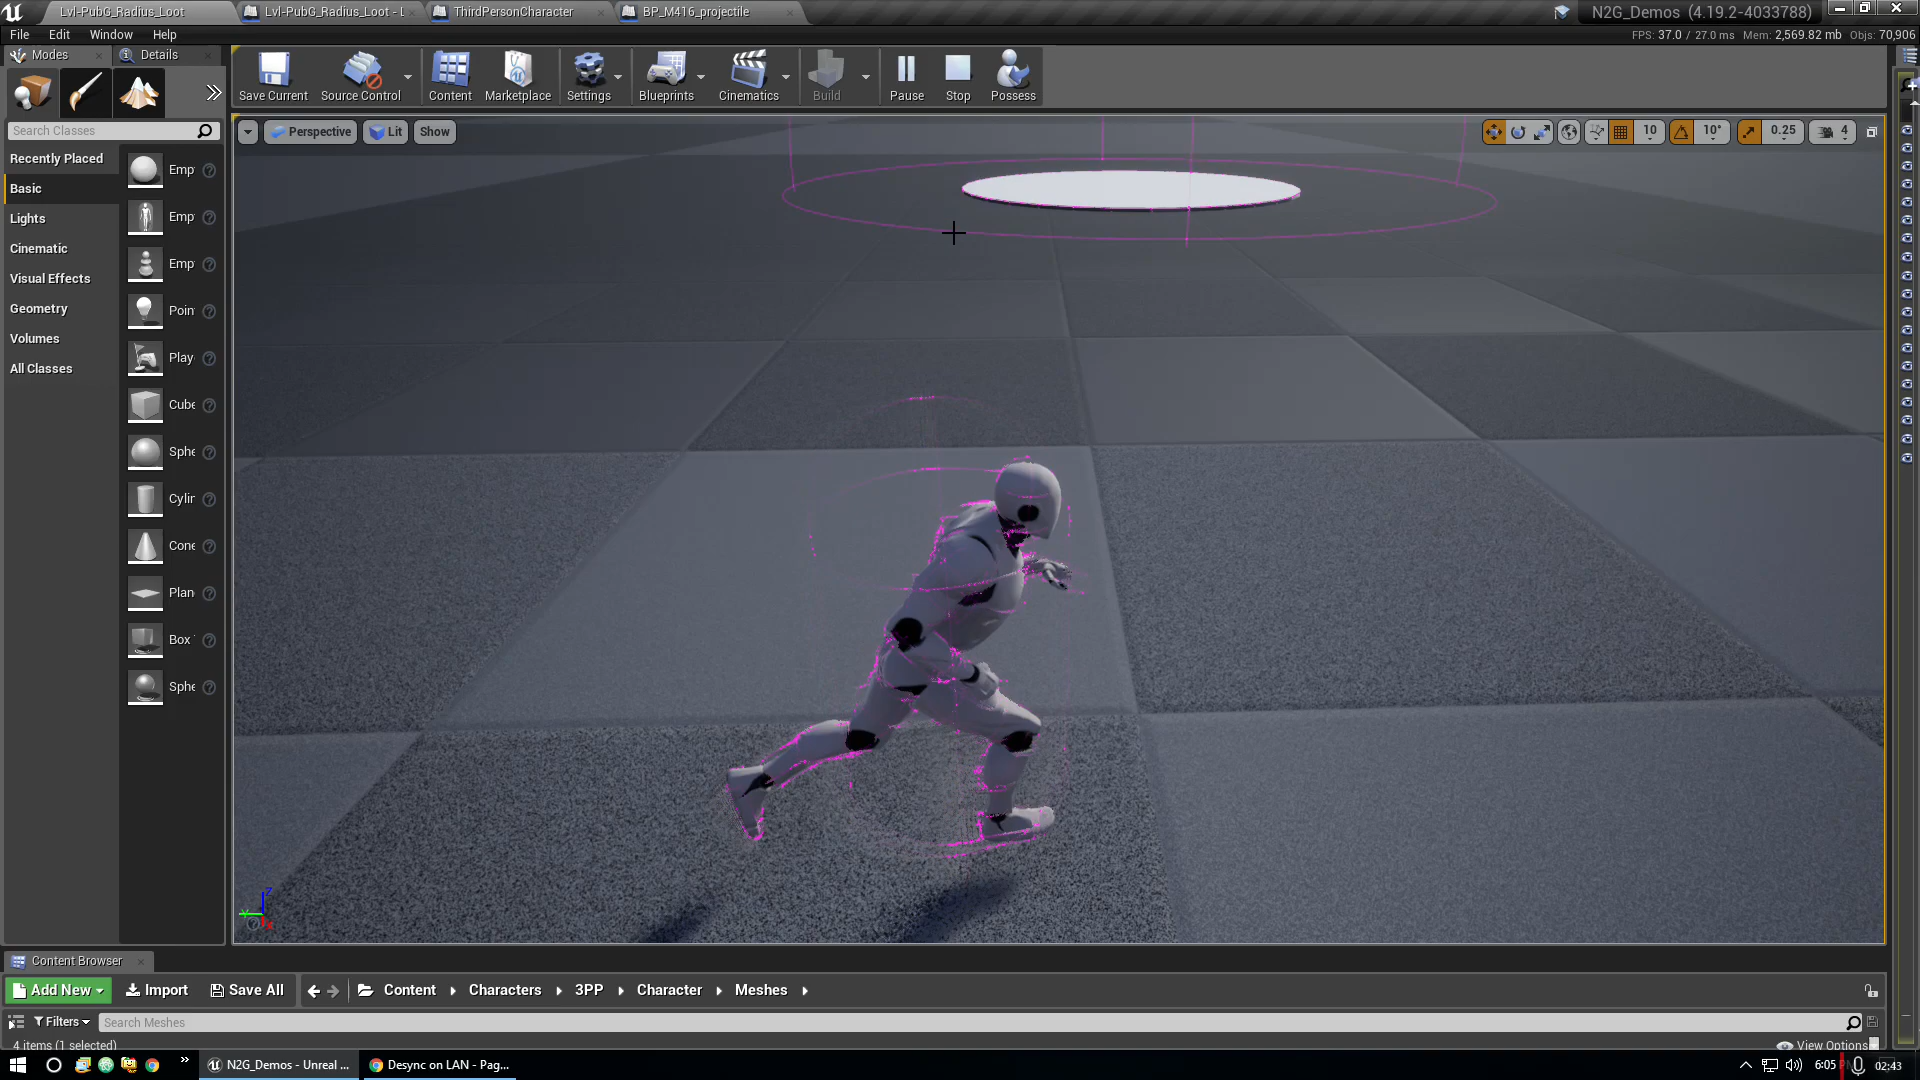 Lvl-PubG_Radius_Loot
Lvl-PubG_Radius_Loot - L
ThirdPersonCharacter
BP_M416_projectile
N2G_Demos (4.19.2-4033788)
File Edit Window Help
FPS: 37.0 / 27.0 ms Mem: 2,569.82 mb Objs: 70,906
Modes
Details
Save Current
Source Control
Content
Marketplace
Settings
Blueprints
Cinematics
Build
Pause
Stop
Possess
Search Classes
Perspective
Lit
Show
10
10°
0.25
4
Recently Placed
Basic
Lights
Cinematic
Visual Effects
Geometry
Volumes
All Classes
Emp
Emp
Emp
Poin
Play
Cube
Sphe
Cylin
Cone
Plan
Box
Sphe
Content Browser
Add New
Import
Save All
Content
Characters
3PP
Character
Meshes
Filters
Search Meshes
4 items (1 selected)
View Options
N2G_Demos - Unreal ...
Desync on LAN - Pag...
6:05
02:43